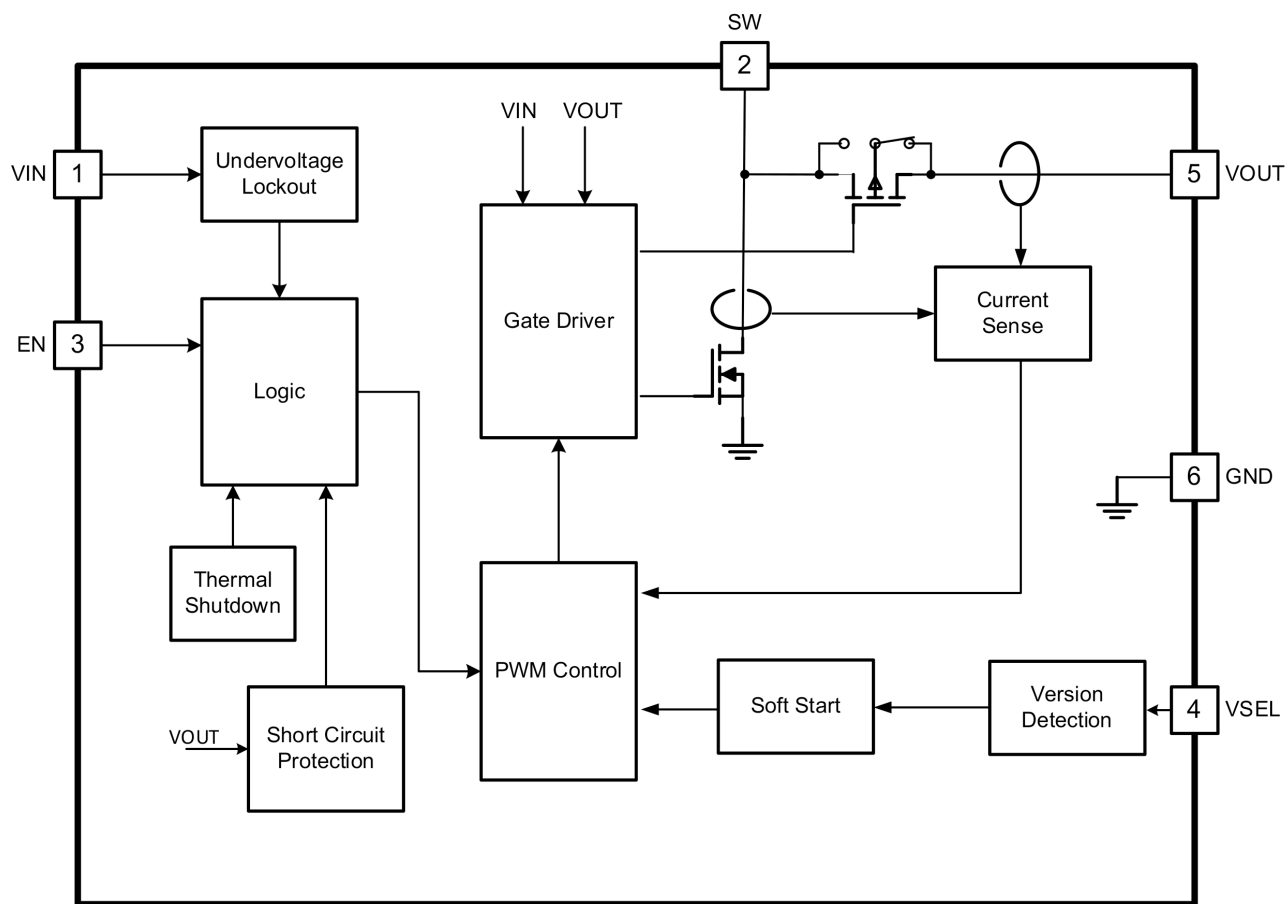 SW
2
VIN
1
Undervoltage
Lockout
VIN
VOUT
5
VOUT
EN
3
Logic
Gate Driver
Current
Sense
6
GND
Thermal
Shutdown
PWM Control
Soft Start
Version
Detection
4
VSEL
VOUT
Short Circuit
Protection